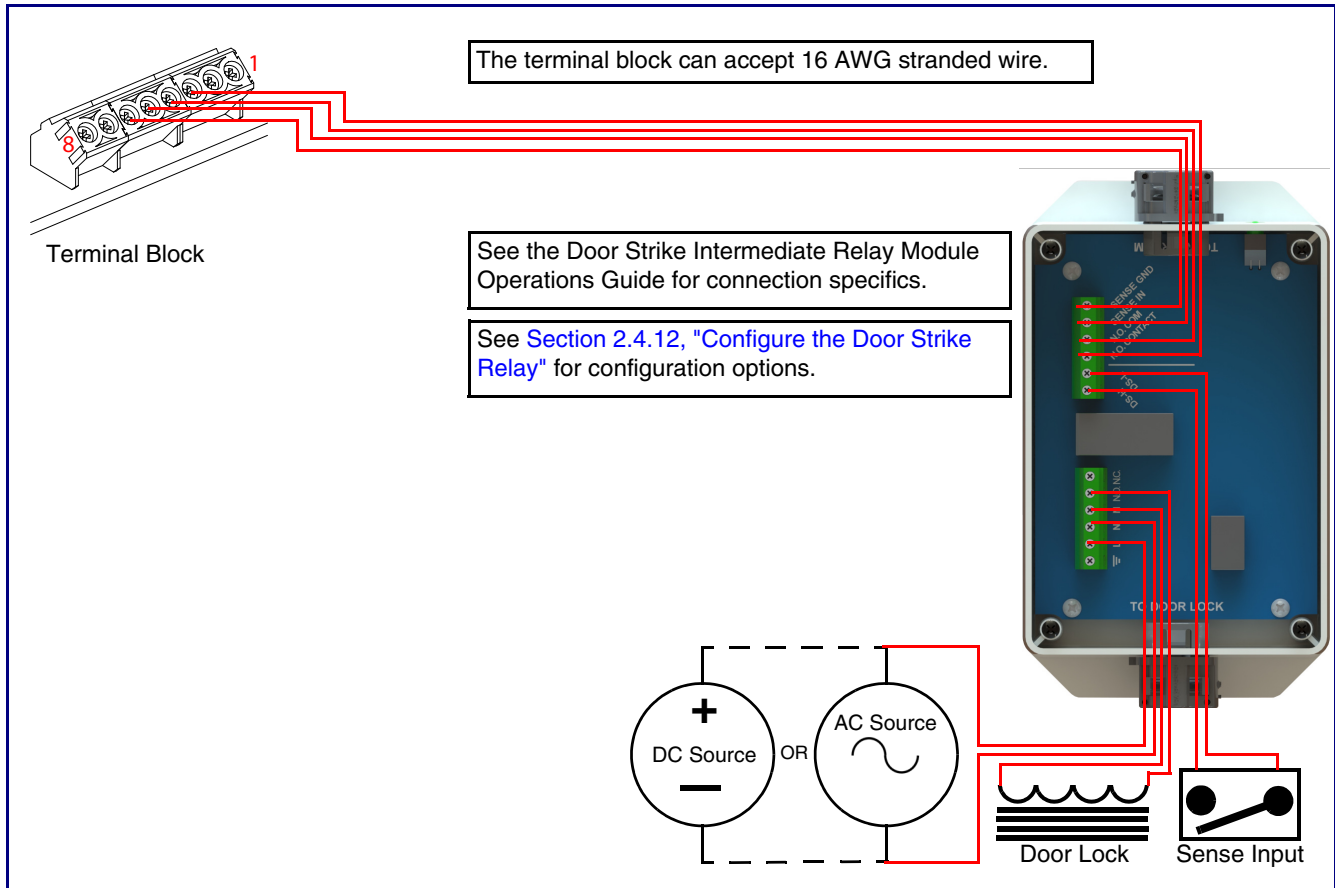 1
8
Terminal Block
The terminal block can accept 16 AWG stranded wire.
See the Door Strike Intermediate Relay Module
Operations Guide for connection specifics.
See Section 2.4.12, "Configure the Door Strike
Relay" for configuration options.
SENSE GND
SENSE IN
N.O. COM
N.O. CONTACT
DS-
N.C.
N.O.
N
N
L
TO DOOR LOCK
+
DC Source
OR
AC Source
Door Lock
Sense Input